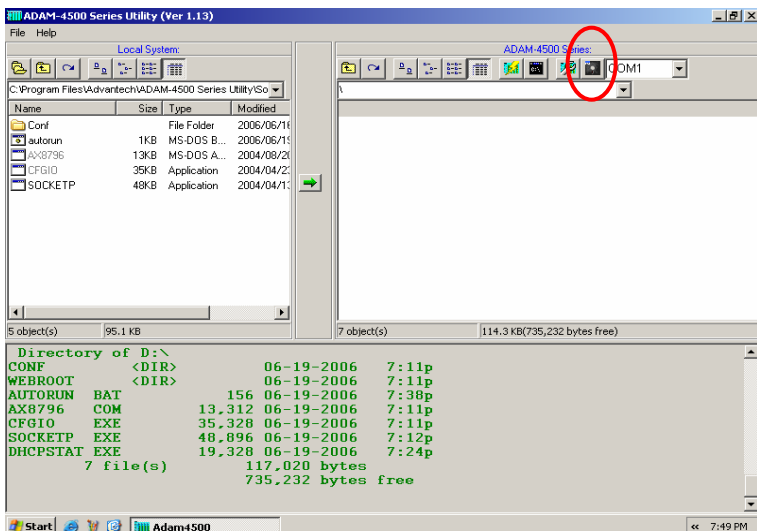 ADAM-4500 Series Utility (Ver 1.13)
File Help
Local System:
ADAM-4500 Series:
COM1
C:\Program Files\Advantech\ADAM-4500 Series Utility\So
\
Name Size Type Modified
Conf File Folder 2006/06/1
autorun 1KB MS-DOS B... 2006/06/1
AX8796 13KB MS-DOS A... 2004/08/2
CFGIO 35KB Application 2004/04/2
SOCKETP 48KB Application 2004/04/1
5 object(s) 95.1 KB
7 object(s) 114.3 KB(735,232 bytes free)
Directory of D:\
CONF <DIR> 06-19-2006 7:11p
WEBROOT <DIR> 06-19-2006 7:11p
AUTORUN BAT 156 06-19-2006 7:38p
AX8796 COM 13,312 06-19-2006 7:11p
CFGIO EXE 35,328 06-19-2006 7:11p
SOCKETP EXE 48,896 06-19-2006 7:12p
DHCPSTAT EXE 19,328 06-19-2006 7:24p
7 file(s) 117,020 bytes
735,232 bytes free
Start Adam4500 « 7:49 PM